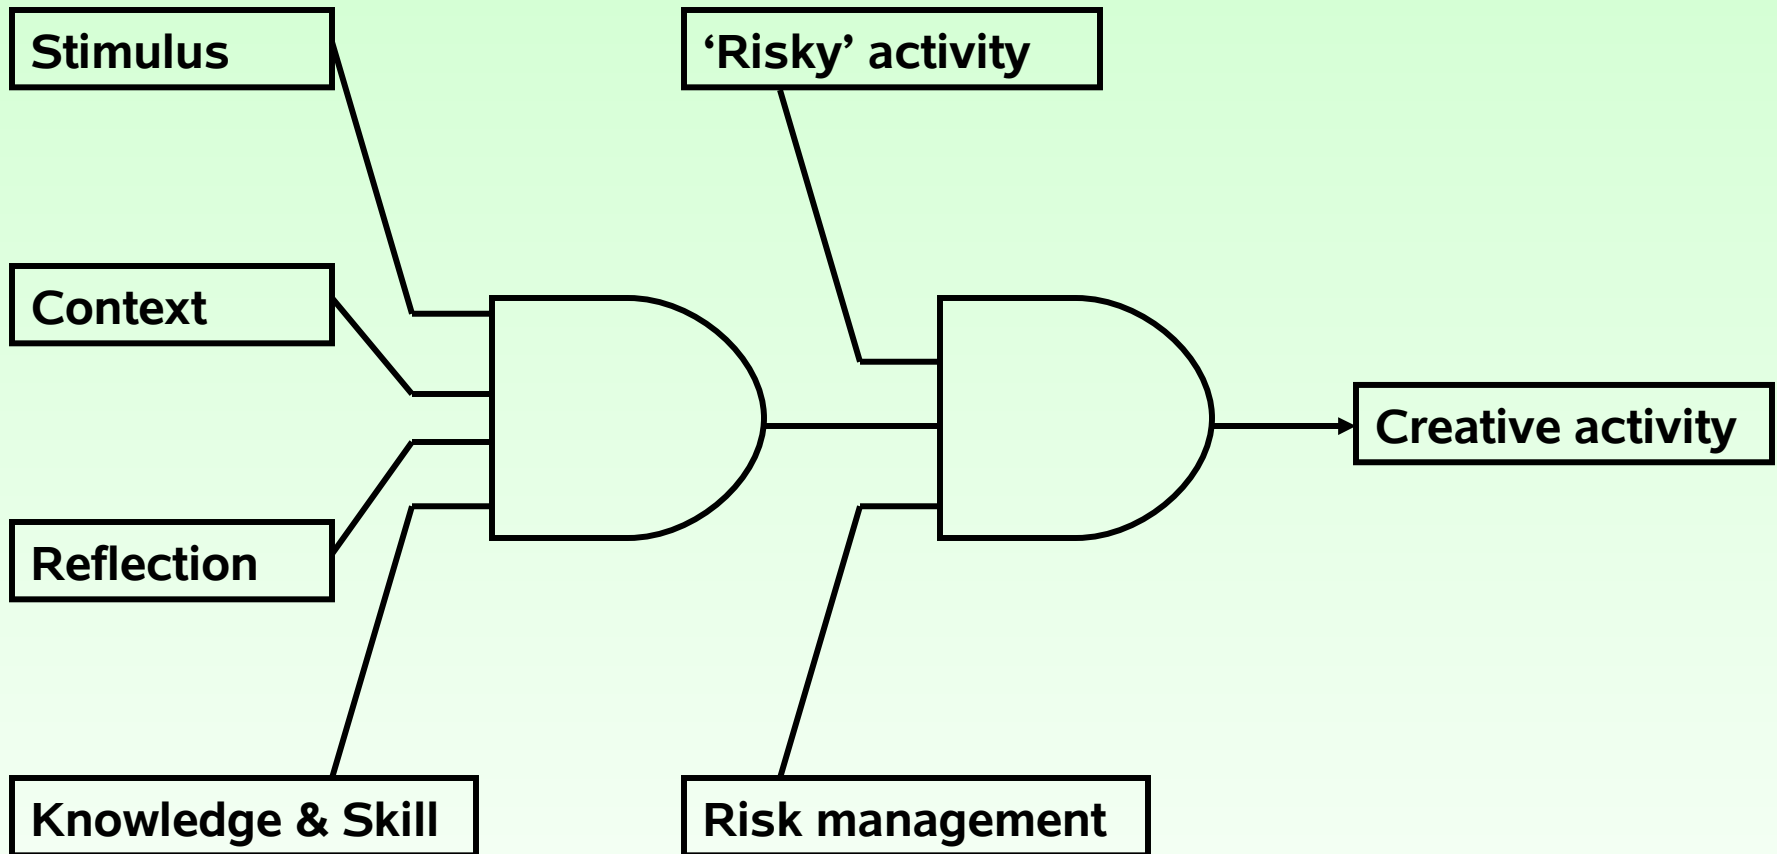 Stimulus
‘Risky’ activity
Context
Creative activity
Reflection
Knowledge & Skill
Risk management